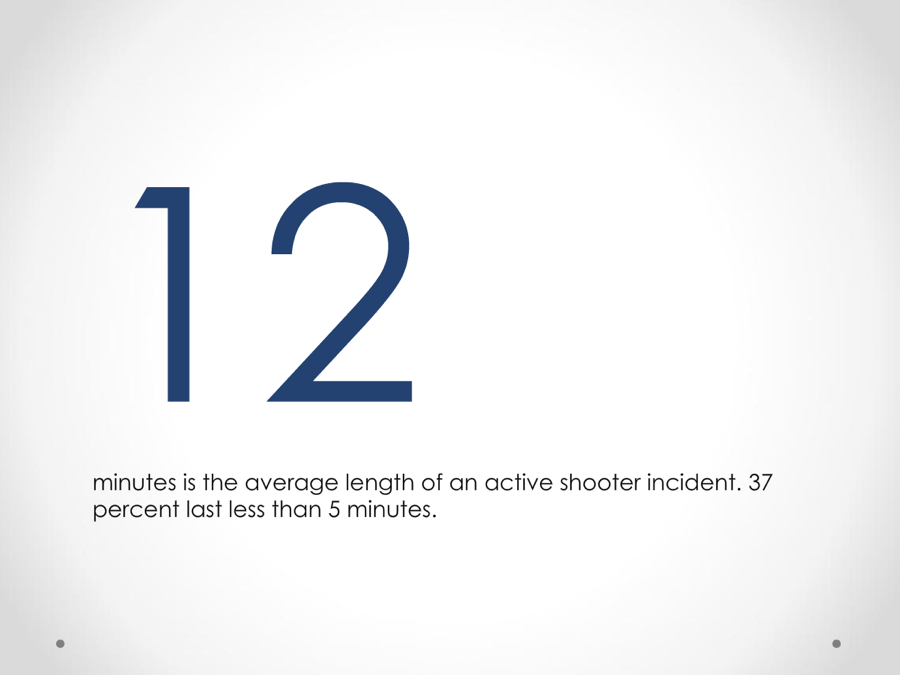 12
minutes is the average length of an active shooter incident. 37
percent last less than 5 minutes.